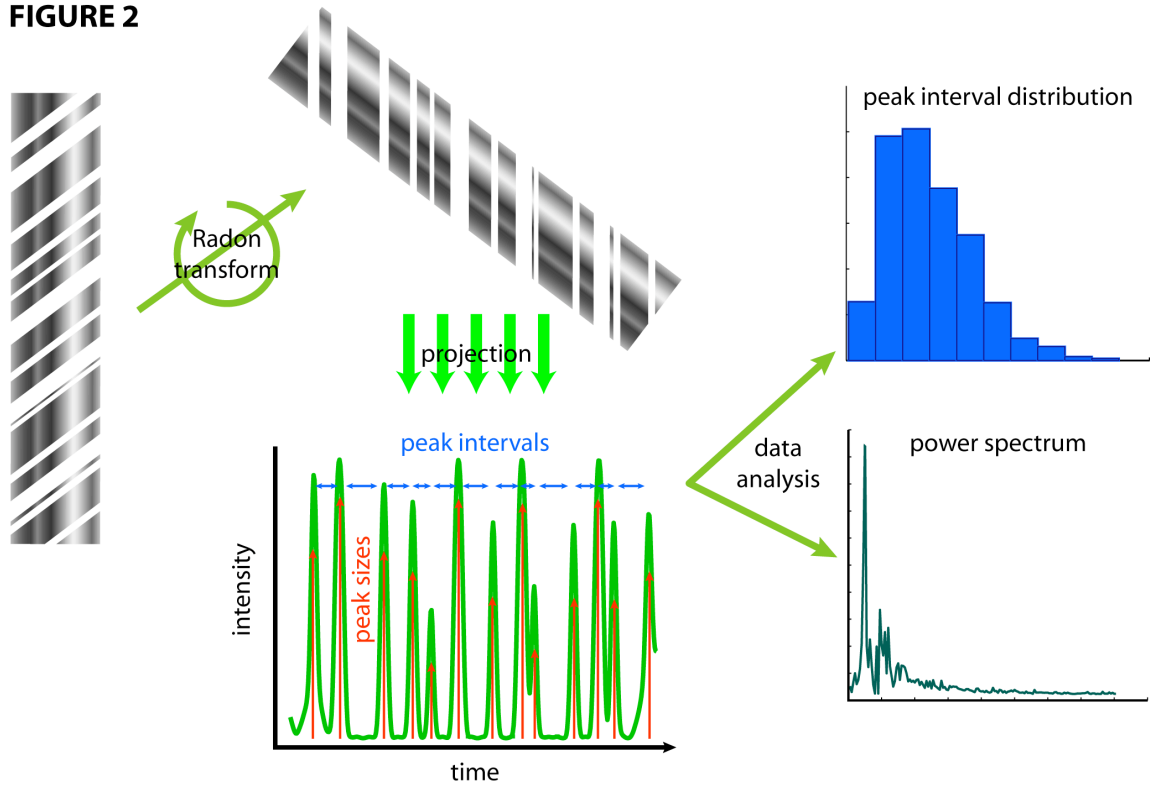 FIGURE 2
Radon
transform
projection
peak intervals
peak sizes
intensity
time
data
analysis
peak interval distribution
power spectrum